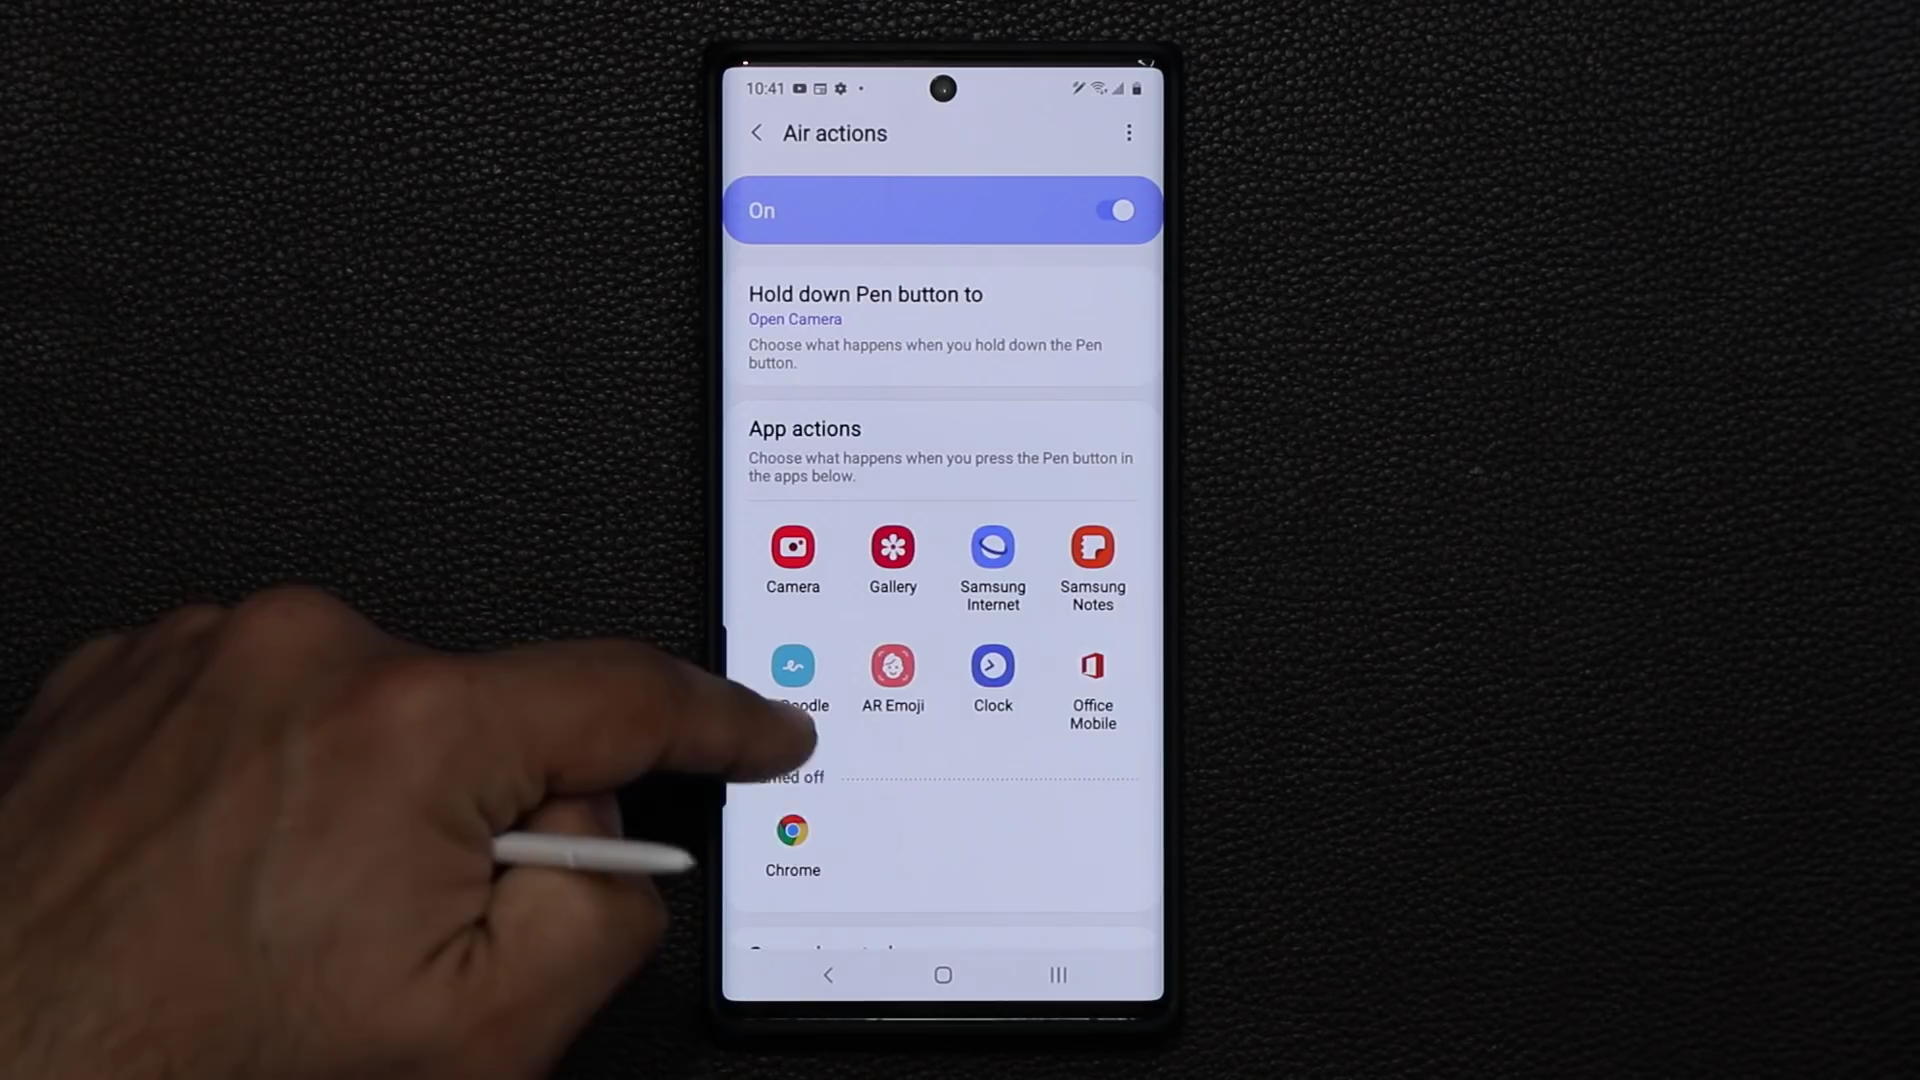 10:41
Air actions
On
Hold down Pen button to
Open Camera
Choose what happens when you hold down the Pen
button.
App actions
Choose what happens when you press the Pen button in
the apps below.
Camera Gallery Samsung Samsung
Internet Notes
AR Emoji Clock Office
Mobile
off
Chrome